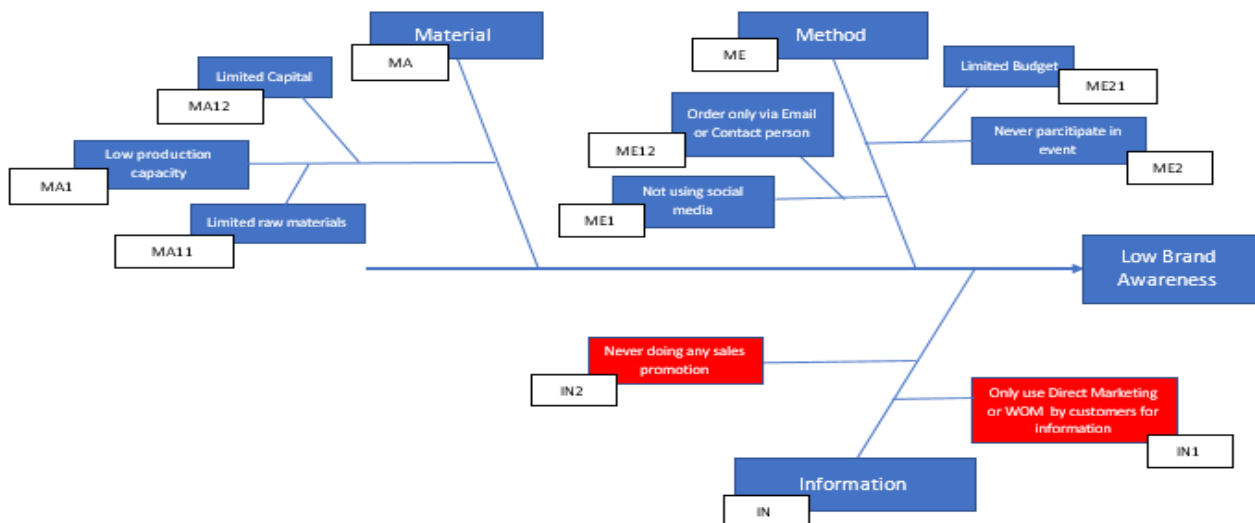 Material
MA
Limited Capital
MA12
Low production
capacity
MA1
Limited raw materials
MA11
Method
ME
Limited Budget
ME21
Order only via Email
or Contact person
ME12
Never parcitipate in
event
ME2
Not using social
media
ME1
Low Brand
Awareness
Never doing any sales
promotion
IN2
Only use Direct Marketing
or WOM by customers for
information
IN1
Information
IN